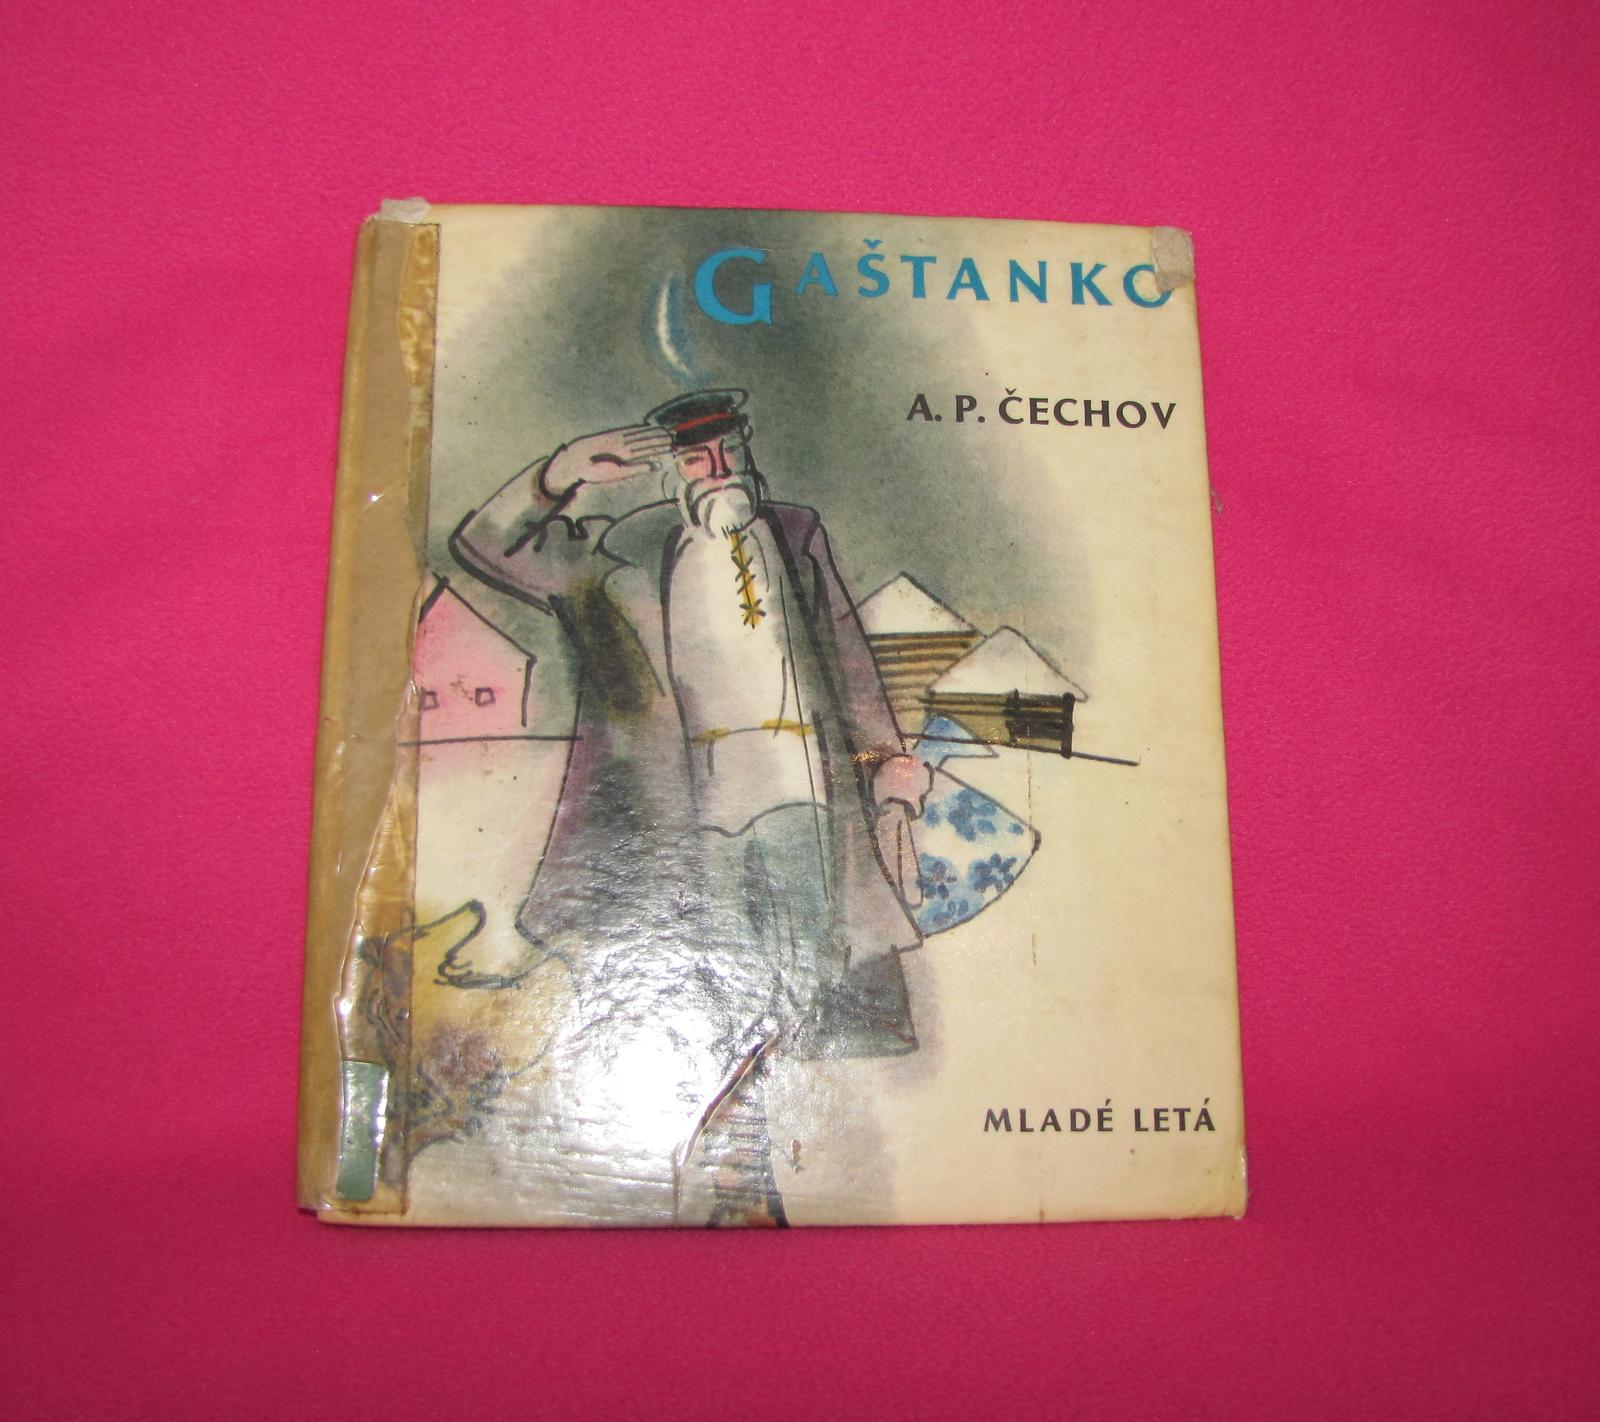 GAŠTANKO
A. P. ČECHOV
MLADÉ LETÁ